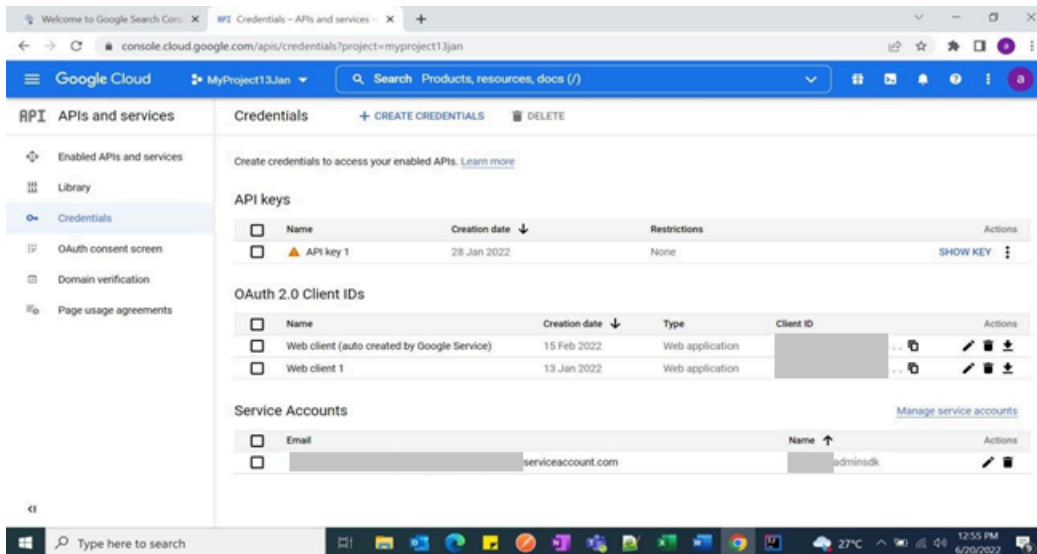 Welcome to Google Search Cons
API Credentials – APIs and services –
console.cloud.google.com/apis/credentials?project=myproject13jan
Google Cloud MyProject13Jan Search Products, resources, docs (/) a
API APIs and services Credentials + CREATE CREDENTIALS DELETE
Enabled APIs and services
Create credentials to access your enabled APIs. Learn more
Library
API keys
Credentials
Name Creation date Restrictions Actions
OAuth consent screen
API key 1 28 Jan 2022 None SHOW KEY
Domain verification
OAuth 2.0 Client IDs
Page usage agreements
Name Creation date Type Client ID Actions
Web client (auto created by Google Service) 15 Feb 2022 Web application ..
Web client 1 13 Jan 2022 Web application ..
Service Accounts Manage service accounts
Email Name Actions
serviceaccount.com adminsdk
Type here to search 27°C 12:55 PM
6/20/2022